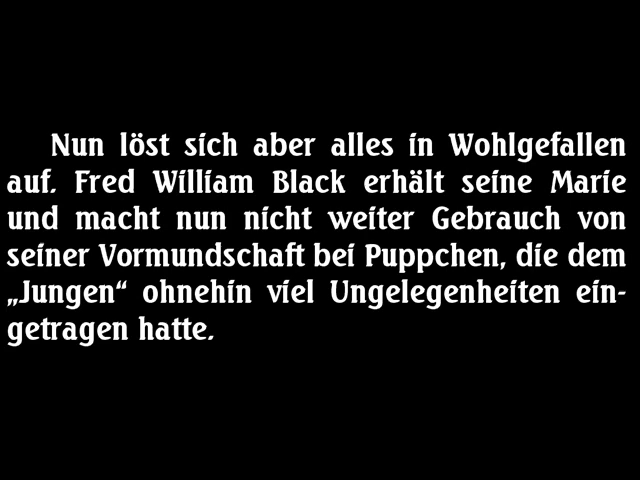 Nun löst sich aber alles in Wohlgefallen
auf. Fred William Black erhält seine Marie
und macht nun nicht weiter Gebrauch von
seiner Vormundschaft bei Puppchen, die dem
„Jungen“ ohnehin viel Ungelegenheiten ein-
getragen hatte.